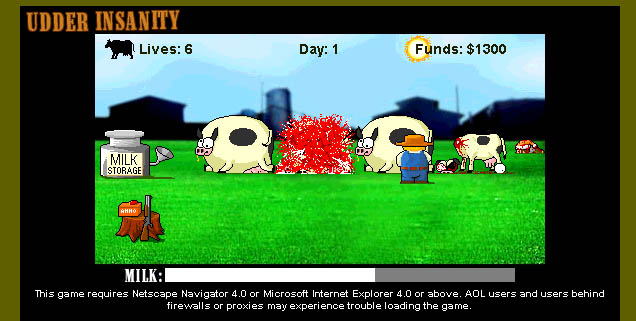 UDDER INSANITY
Lives: 6
Day: 1
Funds: $1300
MILK
STORAGE
AMMO
MILK:
This game requires Netscape Navigator 4.0 or Microsoft Internet Explorer 4.0 or above. AOL users and users behind
firewalls or proxies may experience trouble loading the game.